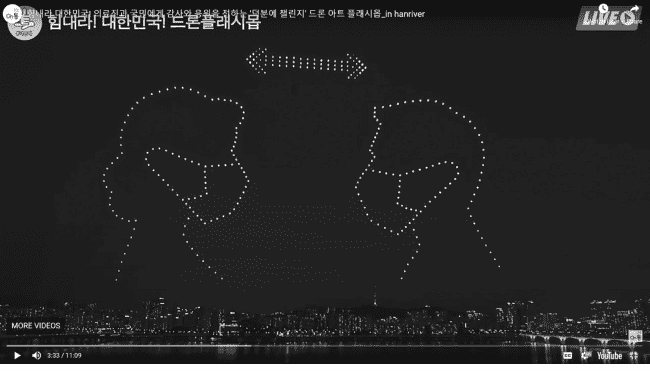 힘내라 대한민국! 의료진과 국민에게 감사와 응원을 전하는 '덕분에 챌린지' 드론 아트 플래시몹_in hanriver
힘내라! 대한민국! 드론플래시몹
LIVE
MORE VIDEOS
3:33 / 11:09
YouTube